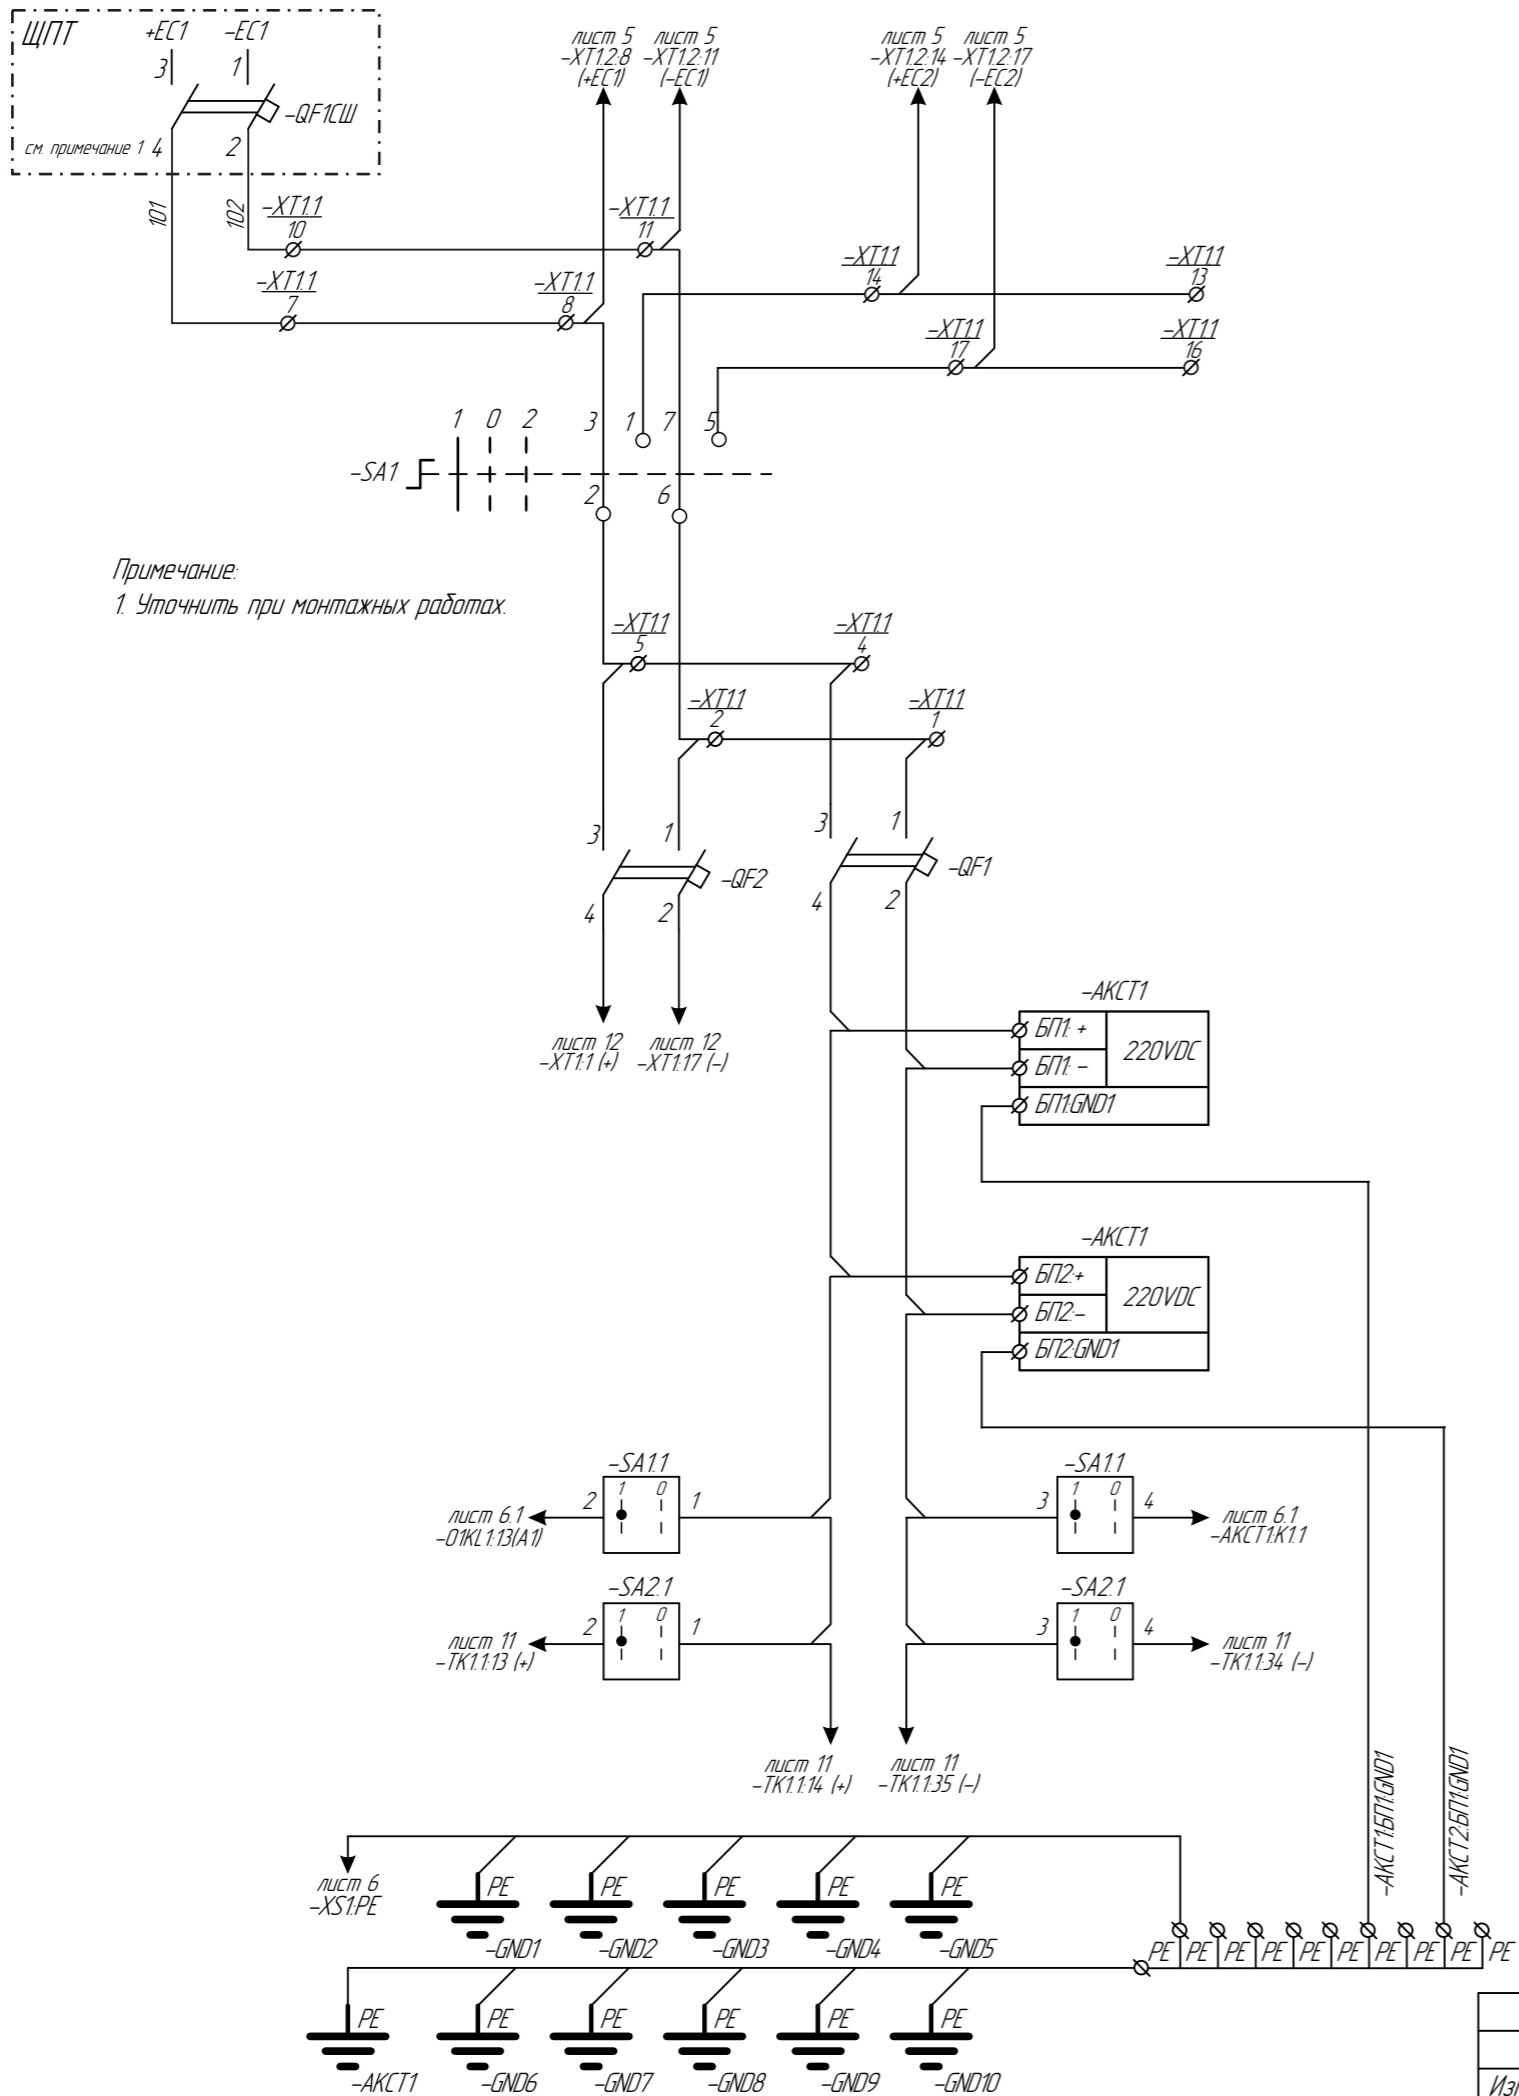 ЩПТ
+EC1
-EC1
3
1
-QF1СШ
см. примечание 1
4
2
101
102
лист 5
-XT1.2:8
(+EC1)
лист 5
-XT1.2:11
(-EC1)
лист 5
-XT1.2:14
(+EC2)
лист 5
-XT1.2:17
(-EC2)
-XT1.1
10
-XT1.1
11
-XT1.1
7
-XT1.1
8
-XT1.1
14
-XT1.1
13
-XT1.1
17
-XT1.1
16
1 0 2
3
1
7
5
-SA1
2
6
Примечание:
1. Уточнить при монтажных работах.
-XT1.1
5
-XT1.1
4
-XT1.1
2
-XT1.1
1
3
1
-QF2
4
2
3
1
-QF1
4
2
лист 12
-XT1:1 (+)
лист 12
-XT1:17 (-)
-АКСТ1
БП1: +
БП1: -
220VDC
БП1:GND1
-АКСТ1
БП2:+
БП2:-
220VDC
БП2:GND1
-SA1.1
2
1 0
1
лист 6.1
-01KL1:13(A1)
-SA1.1
3
1 0
4
лист 6.1
-АКСТ1:К1.1
-SA2.1
2
1 0
1
лист 11
-ТК1.1:13 (+)
-SA2.1
3
1 0
4
лист 11
-ТК1.1:34 (-)
лист 11
-ТК1.1:14 (+)
лист 11
-ТК1.1:35 (-)
-АКСТ1:БП1:GND1
-АКСТ2:БП1:GND1
лист 6
-XS1:PE
PE
PE
PE
PE
PE
-GND1
-GND2
-GND3
-GND4
-GND5
PE PE PE PE PE PE PE PE PE PE
PE
PE
PE
PE
PE
PE
-АКСТ1
-GND6
-GND7
-GND8
-GND9
-GND10